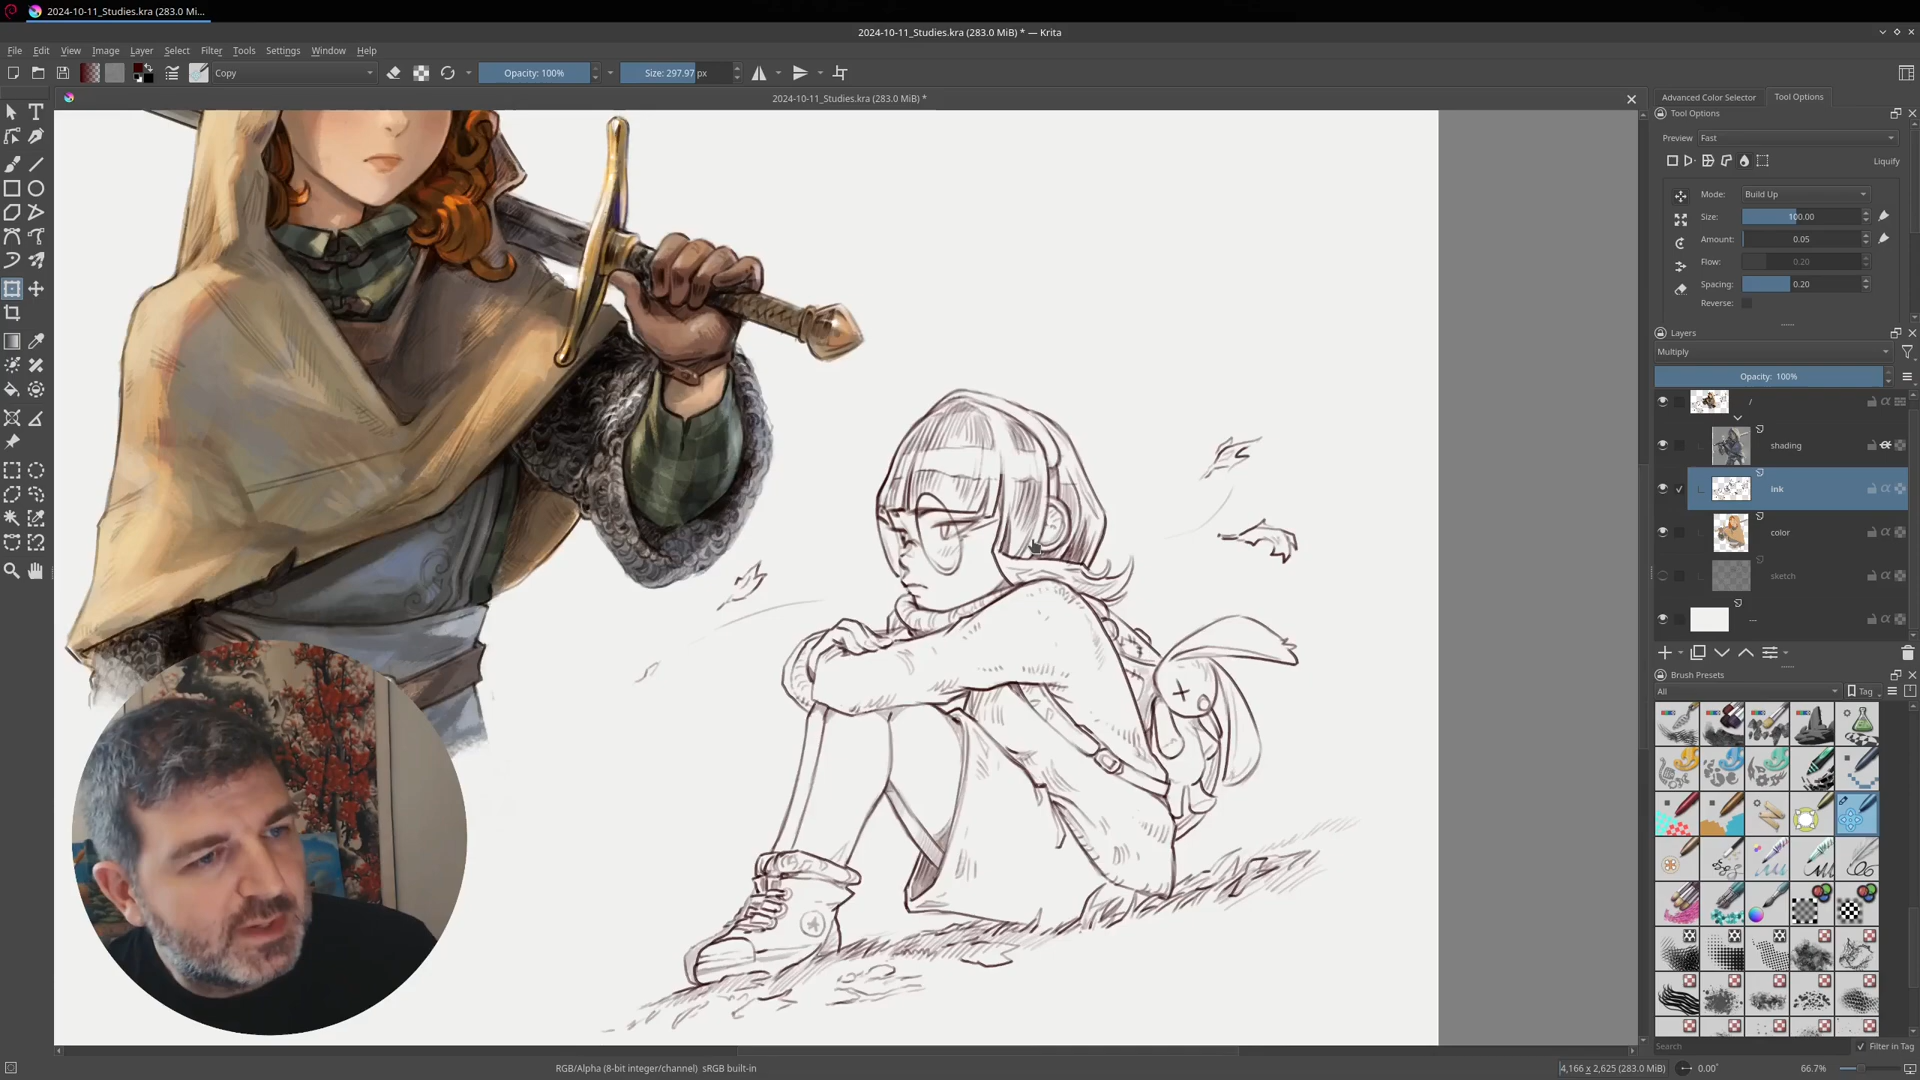 2024-10-11_Studies.kra (283.0 Mi...
2024-10-11_Studies.kra (283.0 MiB) * — Krita
File Edit View Image Layer Select Filter Tools Settings Window Help
Copy
Opacity: 100%
Size: 297.97 px
2024-10-11_Studies.kra (283.0 MiB) *
Advanced Color Selector
Tool Options
Tool Options
Preview Fast
Liquify
Mode: Build Up
Size: 100.00
Amount: 0.05
Flow: 0.20
Spacing: 0.20
Reverse:
Layers
Multiply
Opacity: 100%
/
shading
ink
color
sketch
...
Brush Presets
All
Tag
Search
Filter in Tag
RGB/Alpha (8-bit integer/channel) sRGB built-in
4,166 x 2,625 (283.0 MiB)
0.00°
66.7%